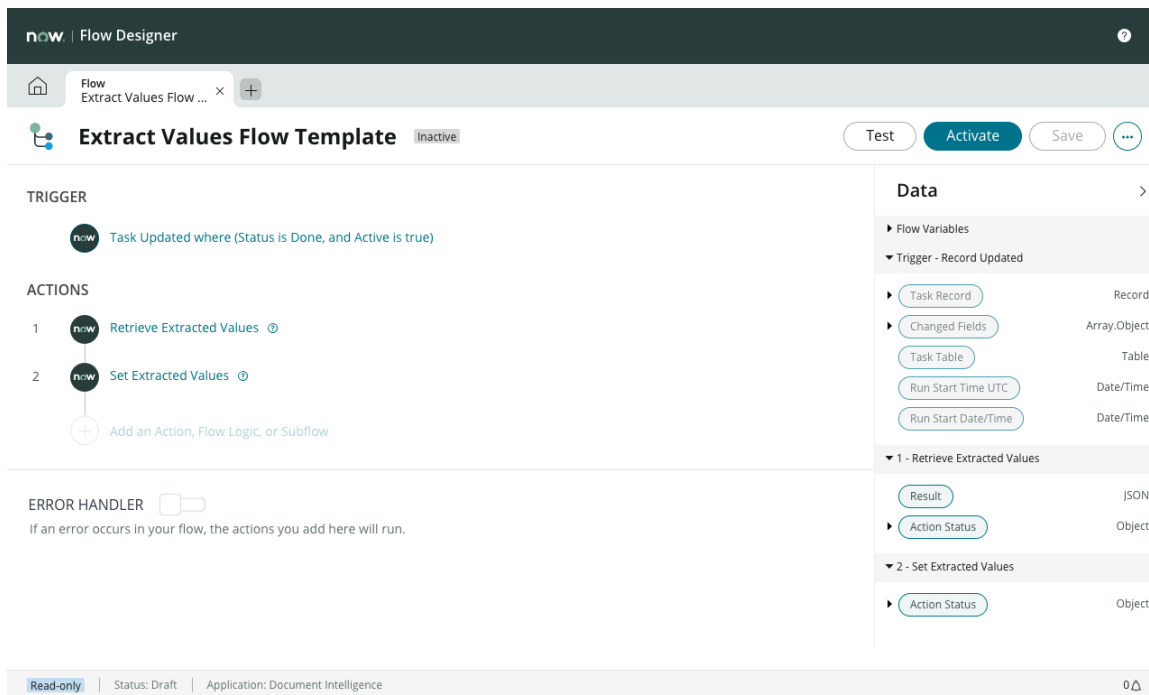 now. | Flow Designer
Flow
Extract Values Flow ...
Extract Values Flow Template Inactive
Test Activate Save
TRIGGER
now Task Updated where (Status is Done, and Active is true)
ACTIONS
1 now Retrieve Extracted Values
2 now Set Extracted Values
Add an Action, Flow Logic, or Subflow
ERROR HANDLER
If an error occurs in your flow, the actions you add here will run.
Data
Flow Variables
Trigger - Record Updated
Task Record Record
Changed Fields Array.Object
Task Table Table
Run Start Time UTC Date/Time
Run Start Date/Time Date/Time
1 - Retrieve Extracted Values
Result JSON
Action Status Object
2 - Set Extracted Values
Action Status Object
Read-only | Status: Draft | Application: Document Intelligence 0